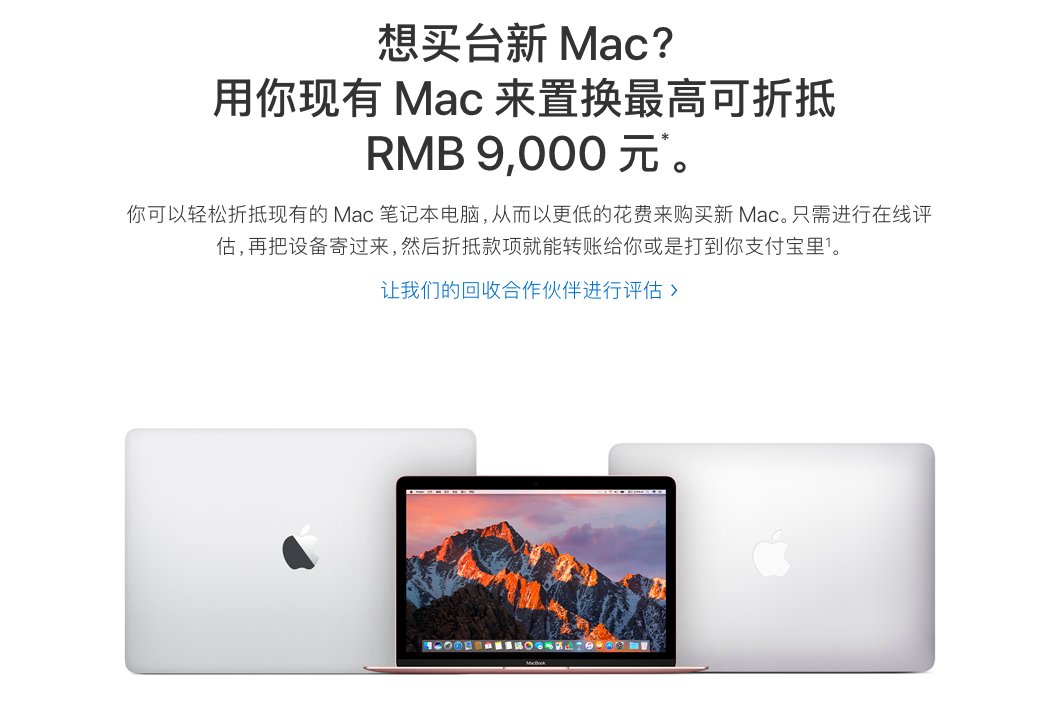 想买台新 Mac？
用你现有 Mac 来置换最高可折抵
RMB 9,000 元*。
你可以轻松折抵现有的 Mac 笔记本电脑，从而以更低的花费来购买新 Mac。只需进行在线评
估，再把设备寄过来，然后折抵款项就能转账给你或是打到你支付宝里¹。
让我们的回收合作伙伴进行评估 >
MacBook